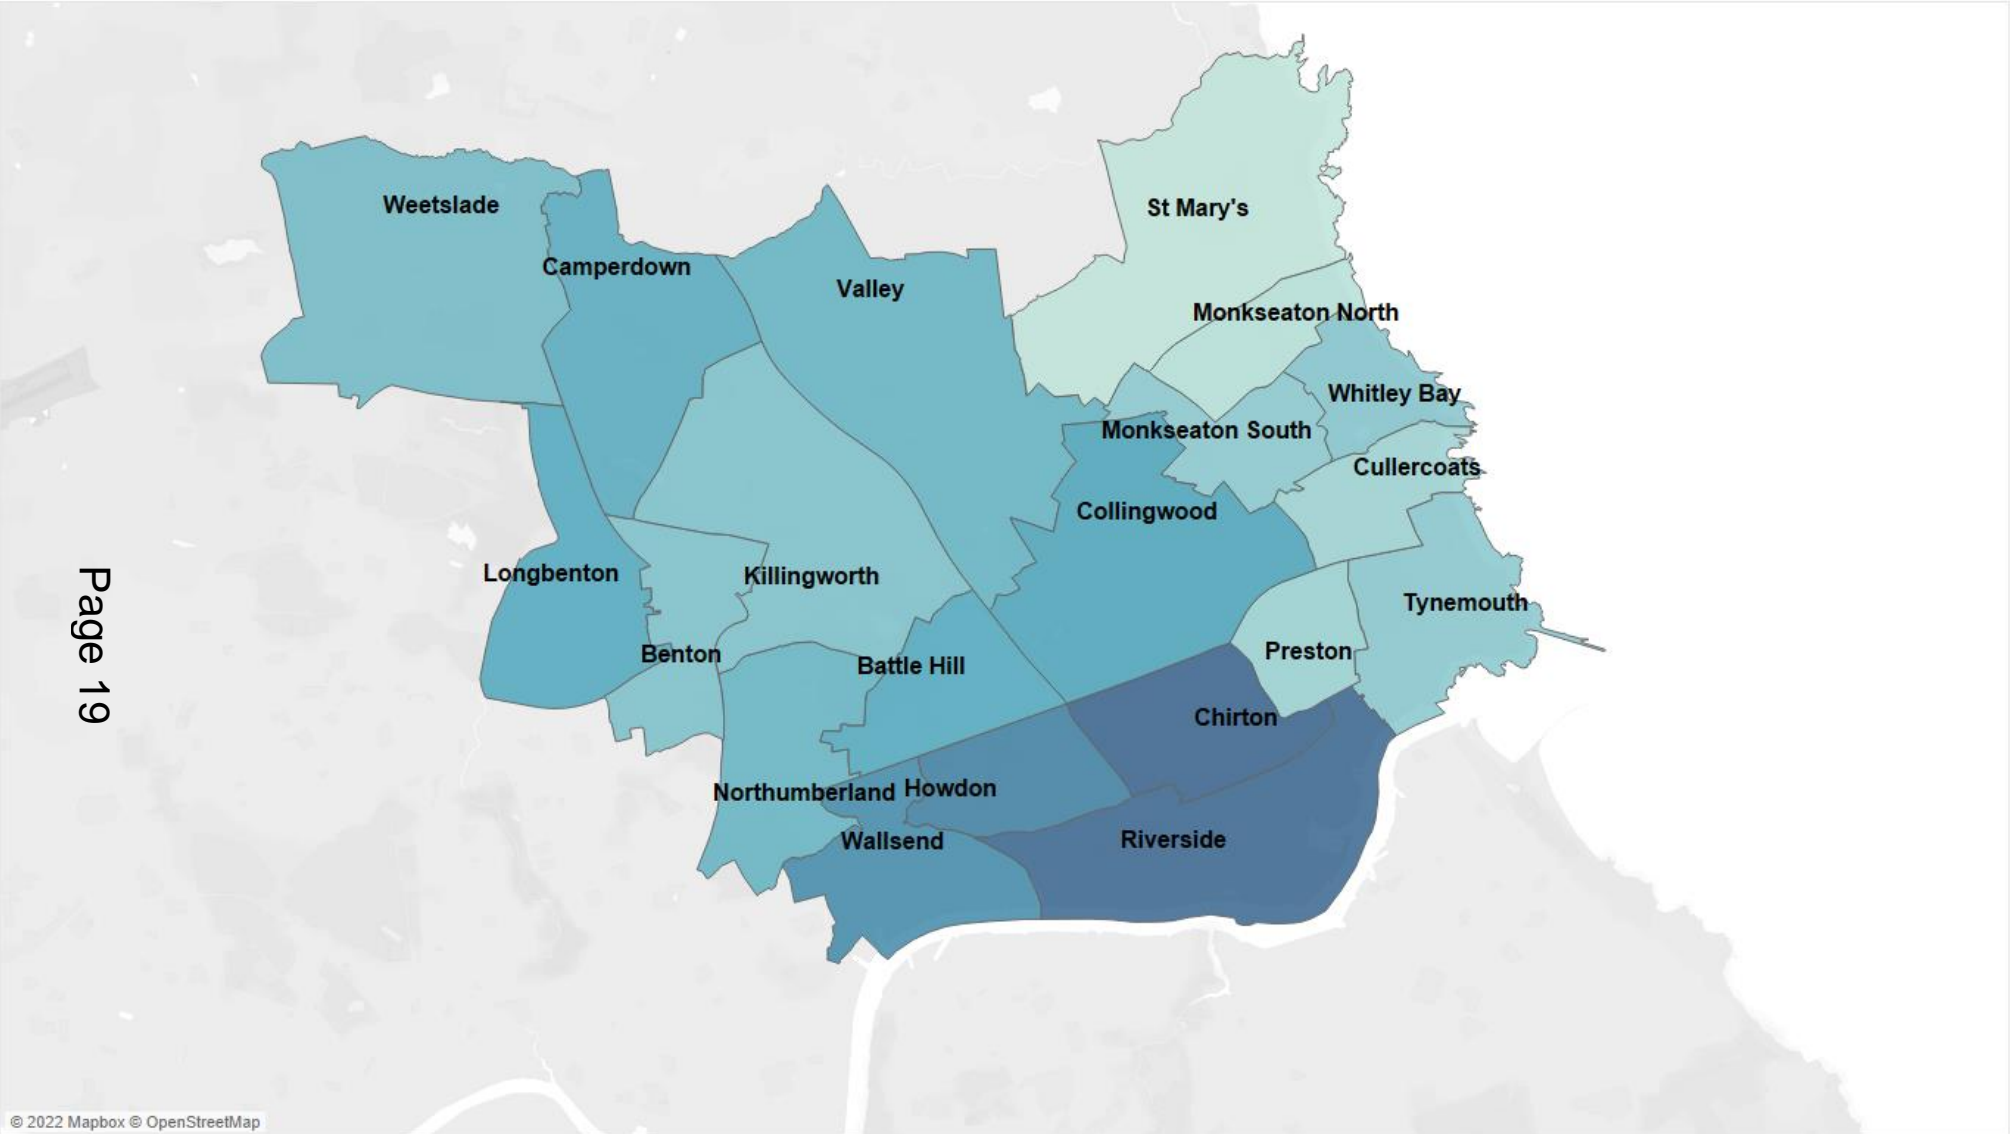 Weetslade
St Mary's
Camperdown
Valley
Monkseaton North
Whitley Bay
Monkseaton South
Cullercoats
Collingwood
Longbenton
Killingworth
Tynemouth
Benton
Battle Hill
Preston
Chirton
Northumberland
Howdon
Wallsend
Riverside
Page 19
© 2022 Mapbox © OpenStreetMap